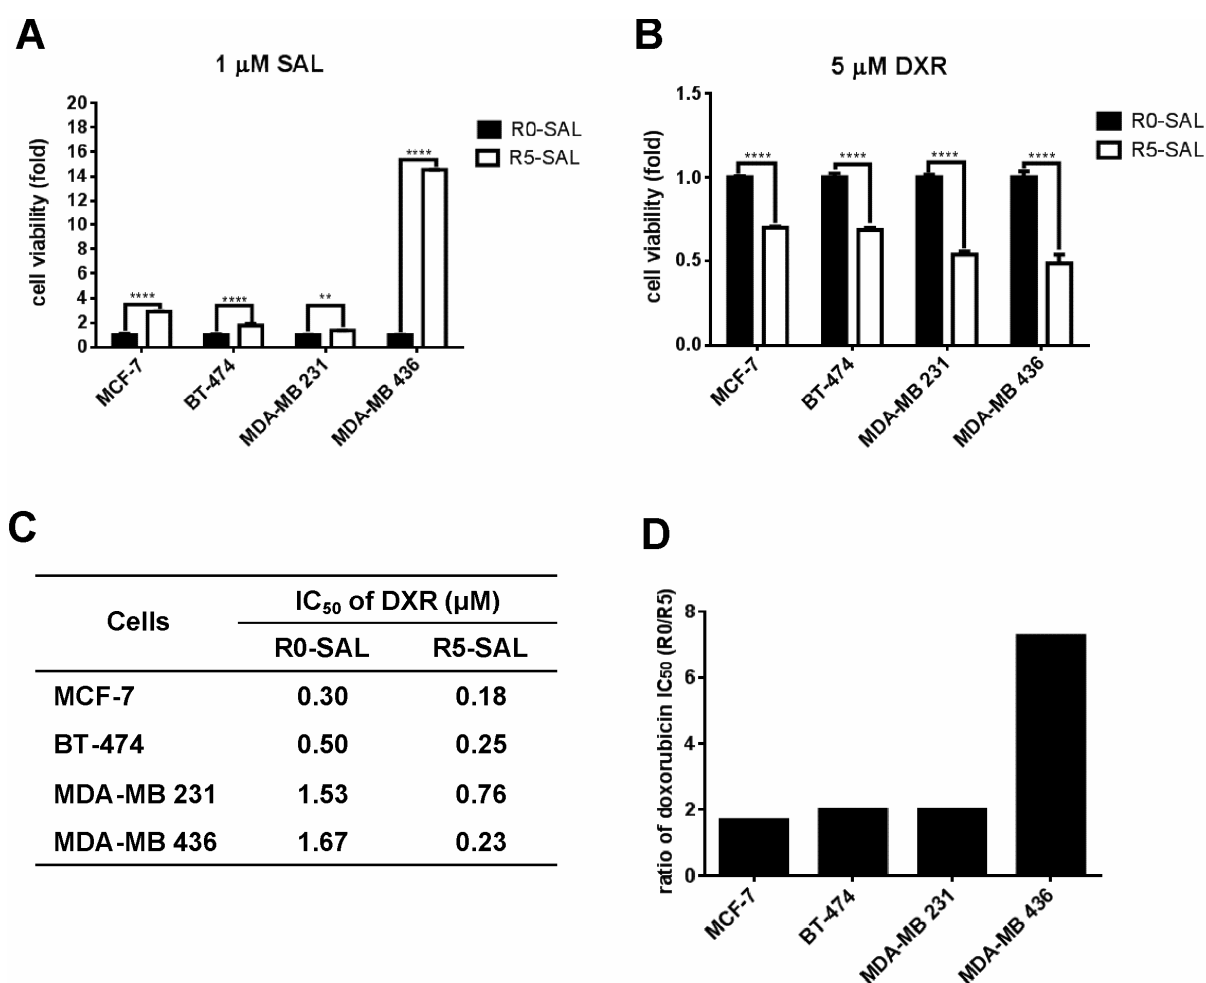 A
1 μM SAL
cell viability (fold)
20
18
16
14
12
10
8
6
4
2
0
****
****
**
****
R0-SAL
R5-SAL
MCF-7
BT-474
MDA-MB 231
MDA-MB 436
B
5 μM DXR
cell viability (fold)
1.5
1.0
0.5
0.0
****
****
****
****
R0-SAL
R5-SAL
MCF-7
BT-474
MDA-MB 231
MDA-MB 436
C
Cells
IC50 of DXR (μM)
R0-SAL R5-SAL
MCF-7 0.30 0.18
BT-474 0.50 0.25
MDA-MB 231 1.53 0.76
MDA-MB 436 1.67 0.23
D
ratio of doxorubicin IC50 (R0/R5)
8
6
4
2
0
MCF-7
BT-474
MDA-MB 231
MDA-MB 436